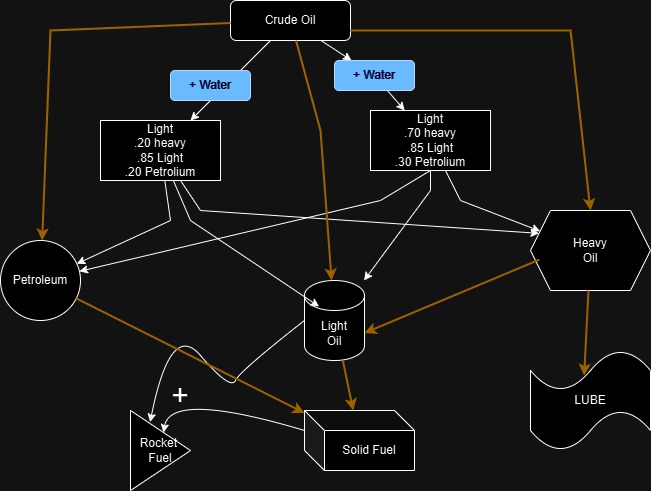 Crude Oil
+ Water
+ Water
Light
.20 heavy
.85 Light
.20 Petrolium
Light
.70 heavy
.85 Light
.30 Petrolium
Petroleum
Heavy
Oil
Light
Oil
+
LUBE
Rocket
Fuel
Solid Fuel